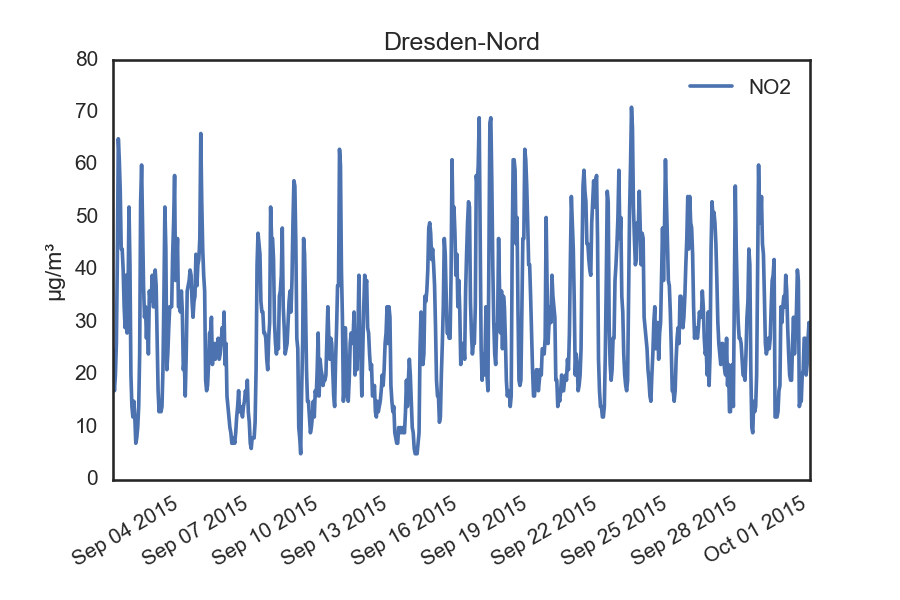 Dresden-Nord
NO2
µg/m³
80
70
60
50
40
30
20
10
0
Sep 04 2015
Sep 07 2015
Sep 10 2015
Sep 13 2015
Sep 16 2015
Sep 19 2015
Sep 22 2015
Sep 25 2015
Sep 28 2015
Oct 01 2015